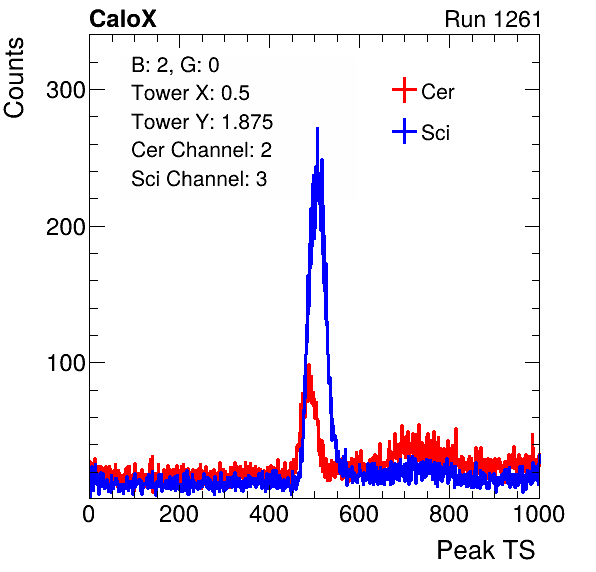 CaloX Run 1261
Counts
B: 2, G: 0
Tower X: 0.5
Tower Y: 1.875
Cer Channel: 2
Sci Channel: 3
Cer
Sci
300
200
100
0 200 400 600 800 1000
Peak TS